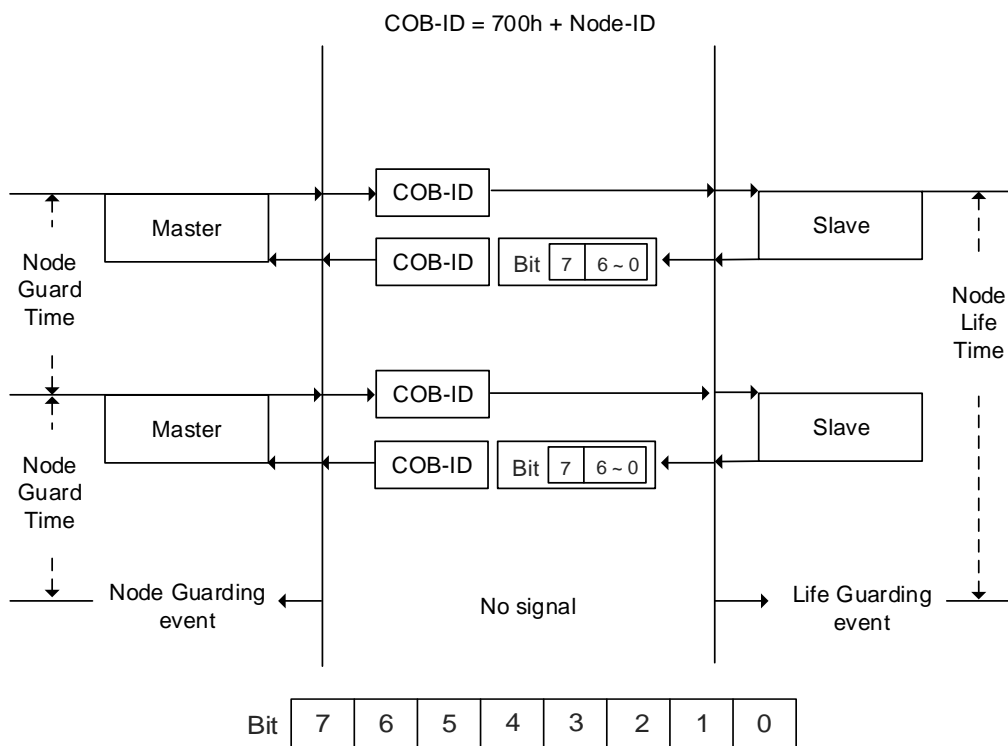 COB-ID = 700h + Node-ID
COB-ID
Master
Slave
COB-ID
Bit 7 6 ~ 0
Node
Guard
Time
Node
Life
Time
COB-ID
Master
Slave
COB-ID
Bit 7 6 ~ 0
Node
Guard
Time
Node Guarding
event
No signal
Life Guarding
event
Bit 7 6 5 4 3 2 1 0